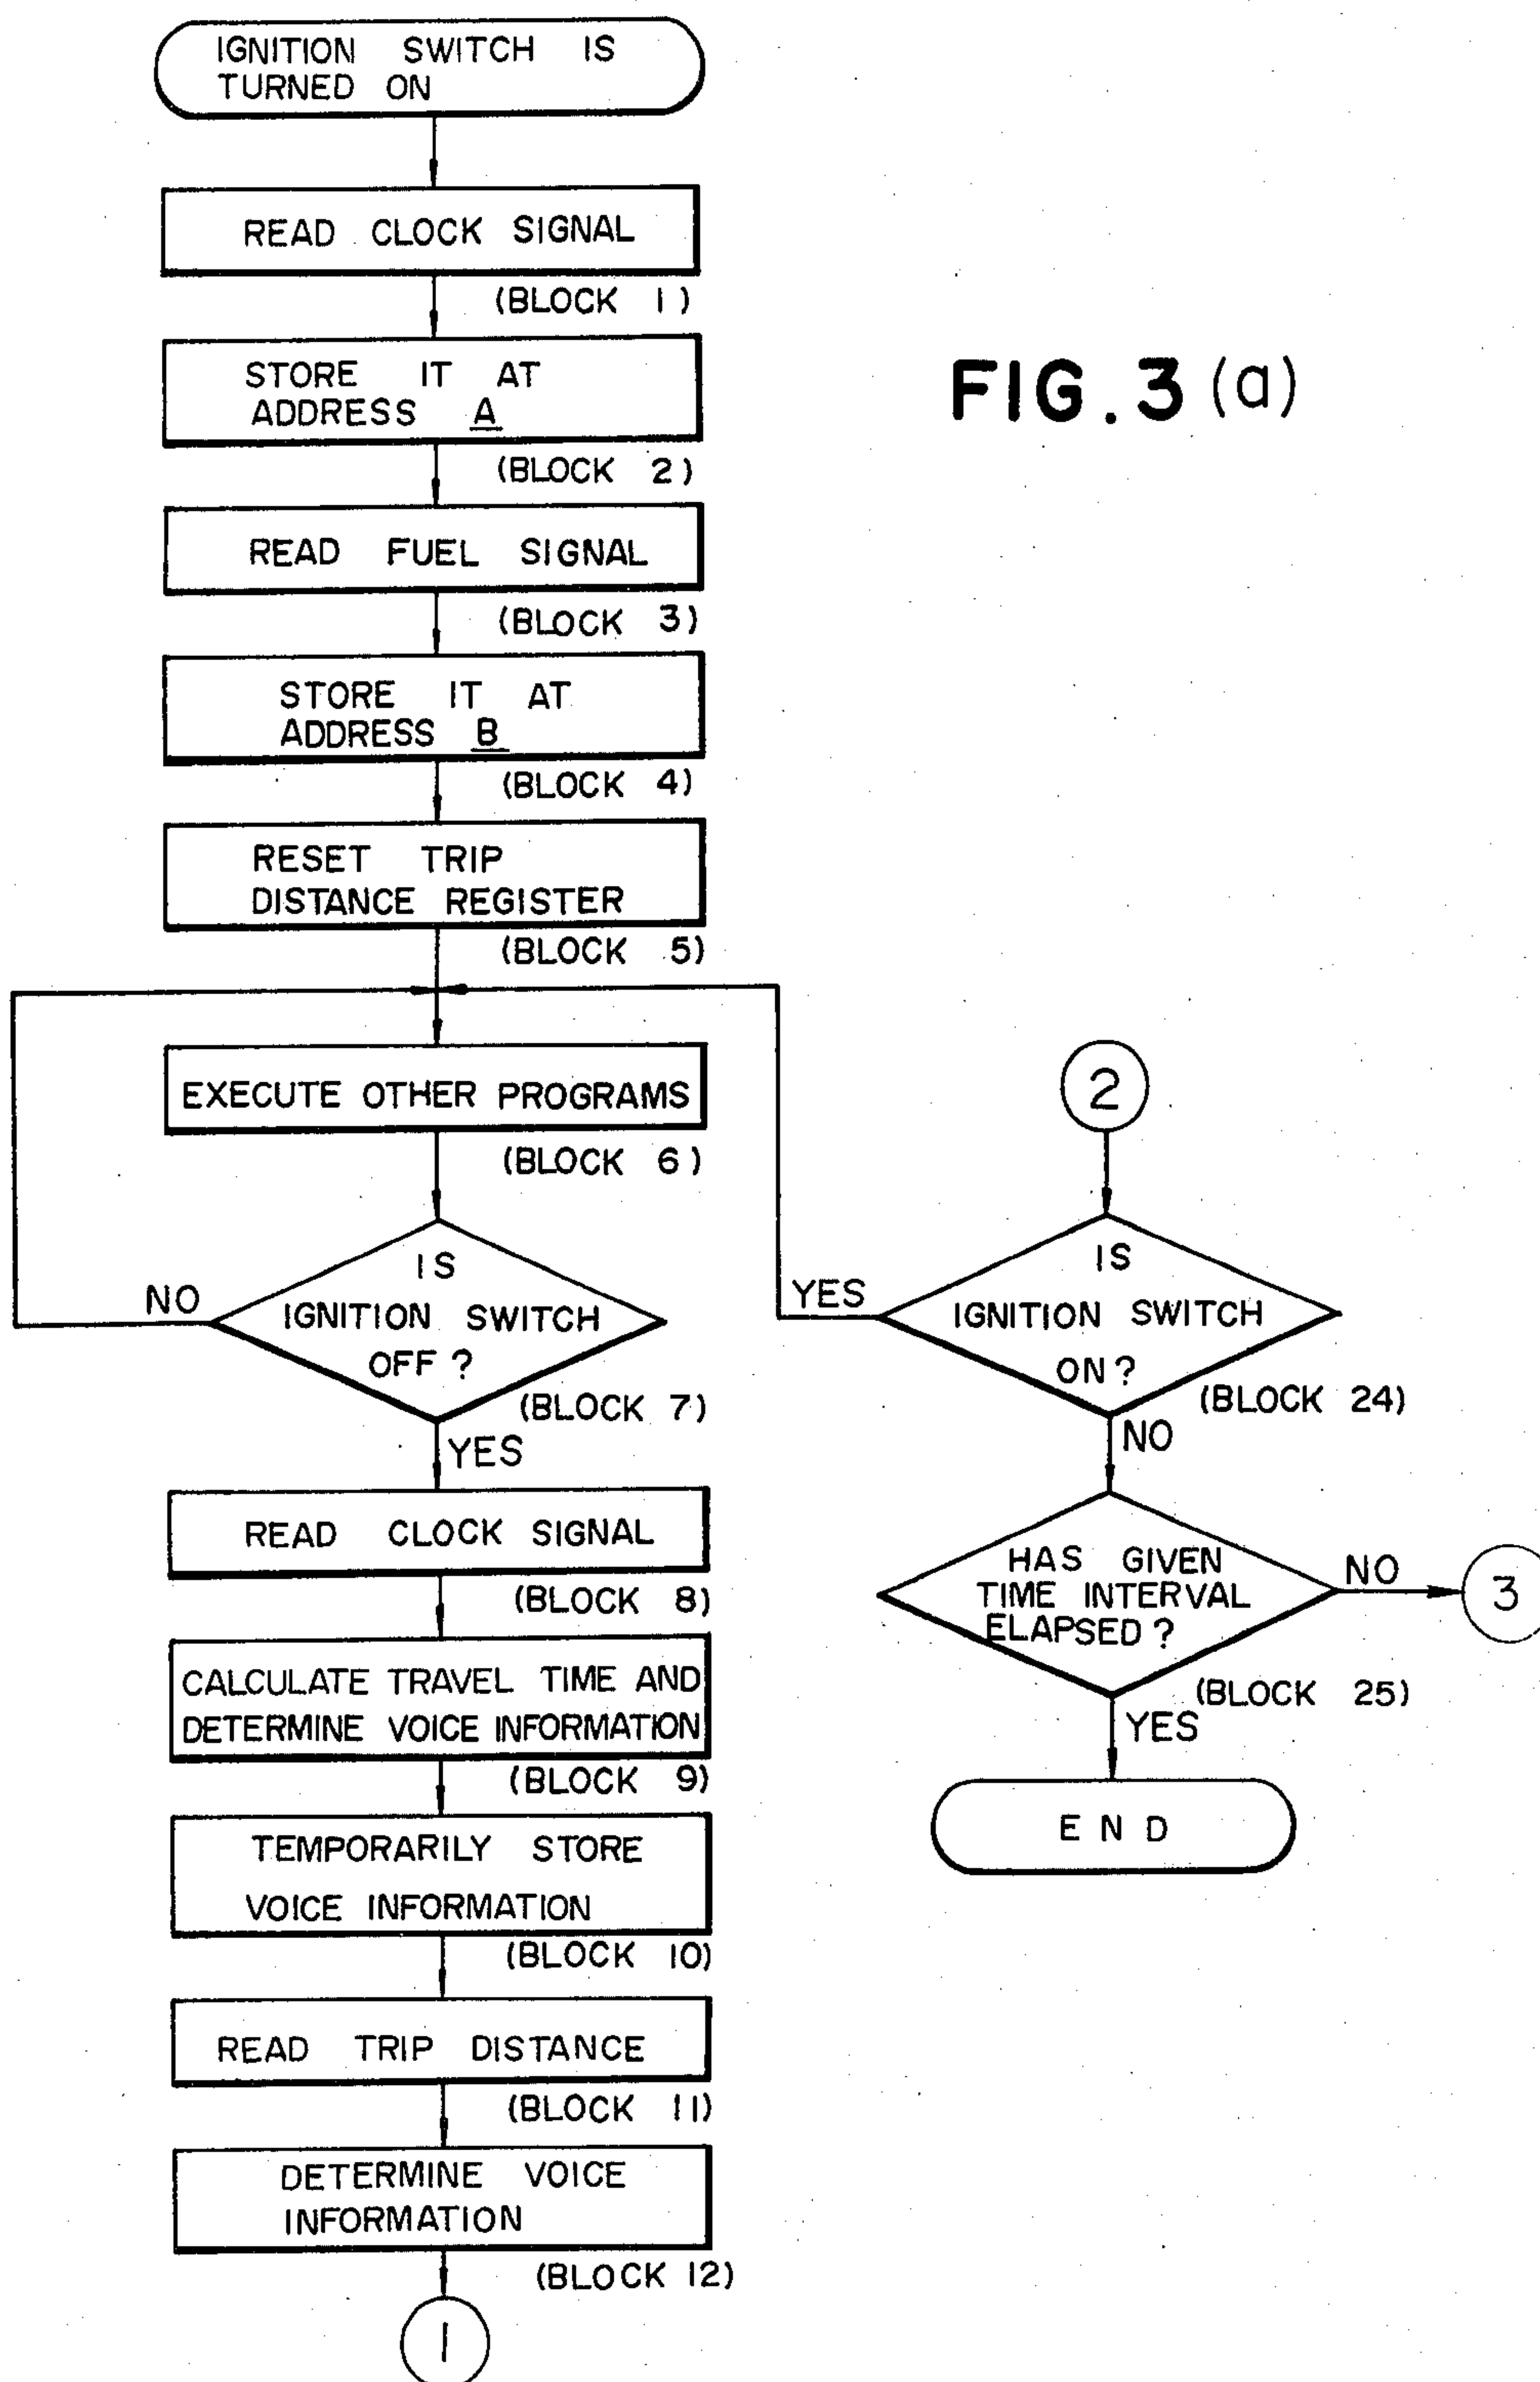 IGNITION SWITCH IS
TURNED ON
READ CLOCK SIGNAL
(BLOCK 1)
STORE IT AT
ADDRESS A
(BLOCK 2)
READ FUEL SIGNAL
(BLOCK 3)
STORE IT AT
ADDRESS B
(BLOCK 4)
RESET TRIP
DISTANCE REGISTER
(BLOCK 5)
EXECUTE OTHER PROGRAMS
(BLOCK 6)
IS
IGNITION SWITCH
OFF?
NO
(BLOCK 7)
YES
READ CLOCK SIGNAL
(BLOCK 8)
CALCULATE TRAVEL TIME AND
DETERMINE VOICE INFORMATION
(BLOCK 9)
TEMPORARILY STORE
VOICE INFORMATION
(BLOCK 10)
READ TRIP DISTANCE
(BLOCK 11)
DETERMINE VOICE
INFORMATION
(BLOCK 12)
1
FIG. 3 (a)
2
IS
IGNITION SWITCH
ON?
YES
(BLOCK 24)
NO
HAS GIVEN
TIME INTERVAL
ELAPSED?
NO
3
(BLOCK 25)
YES
END